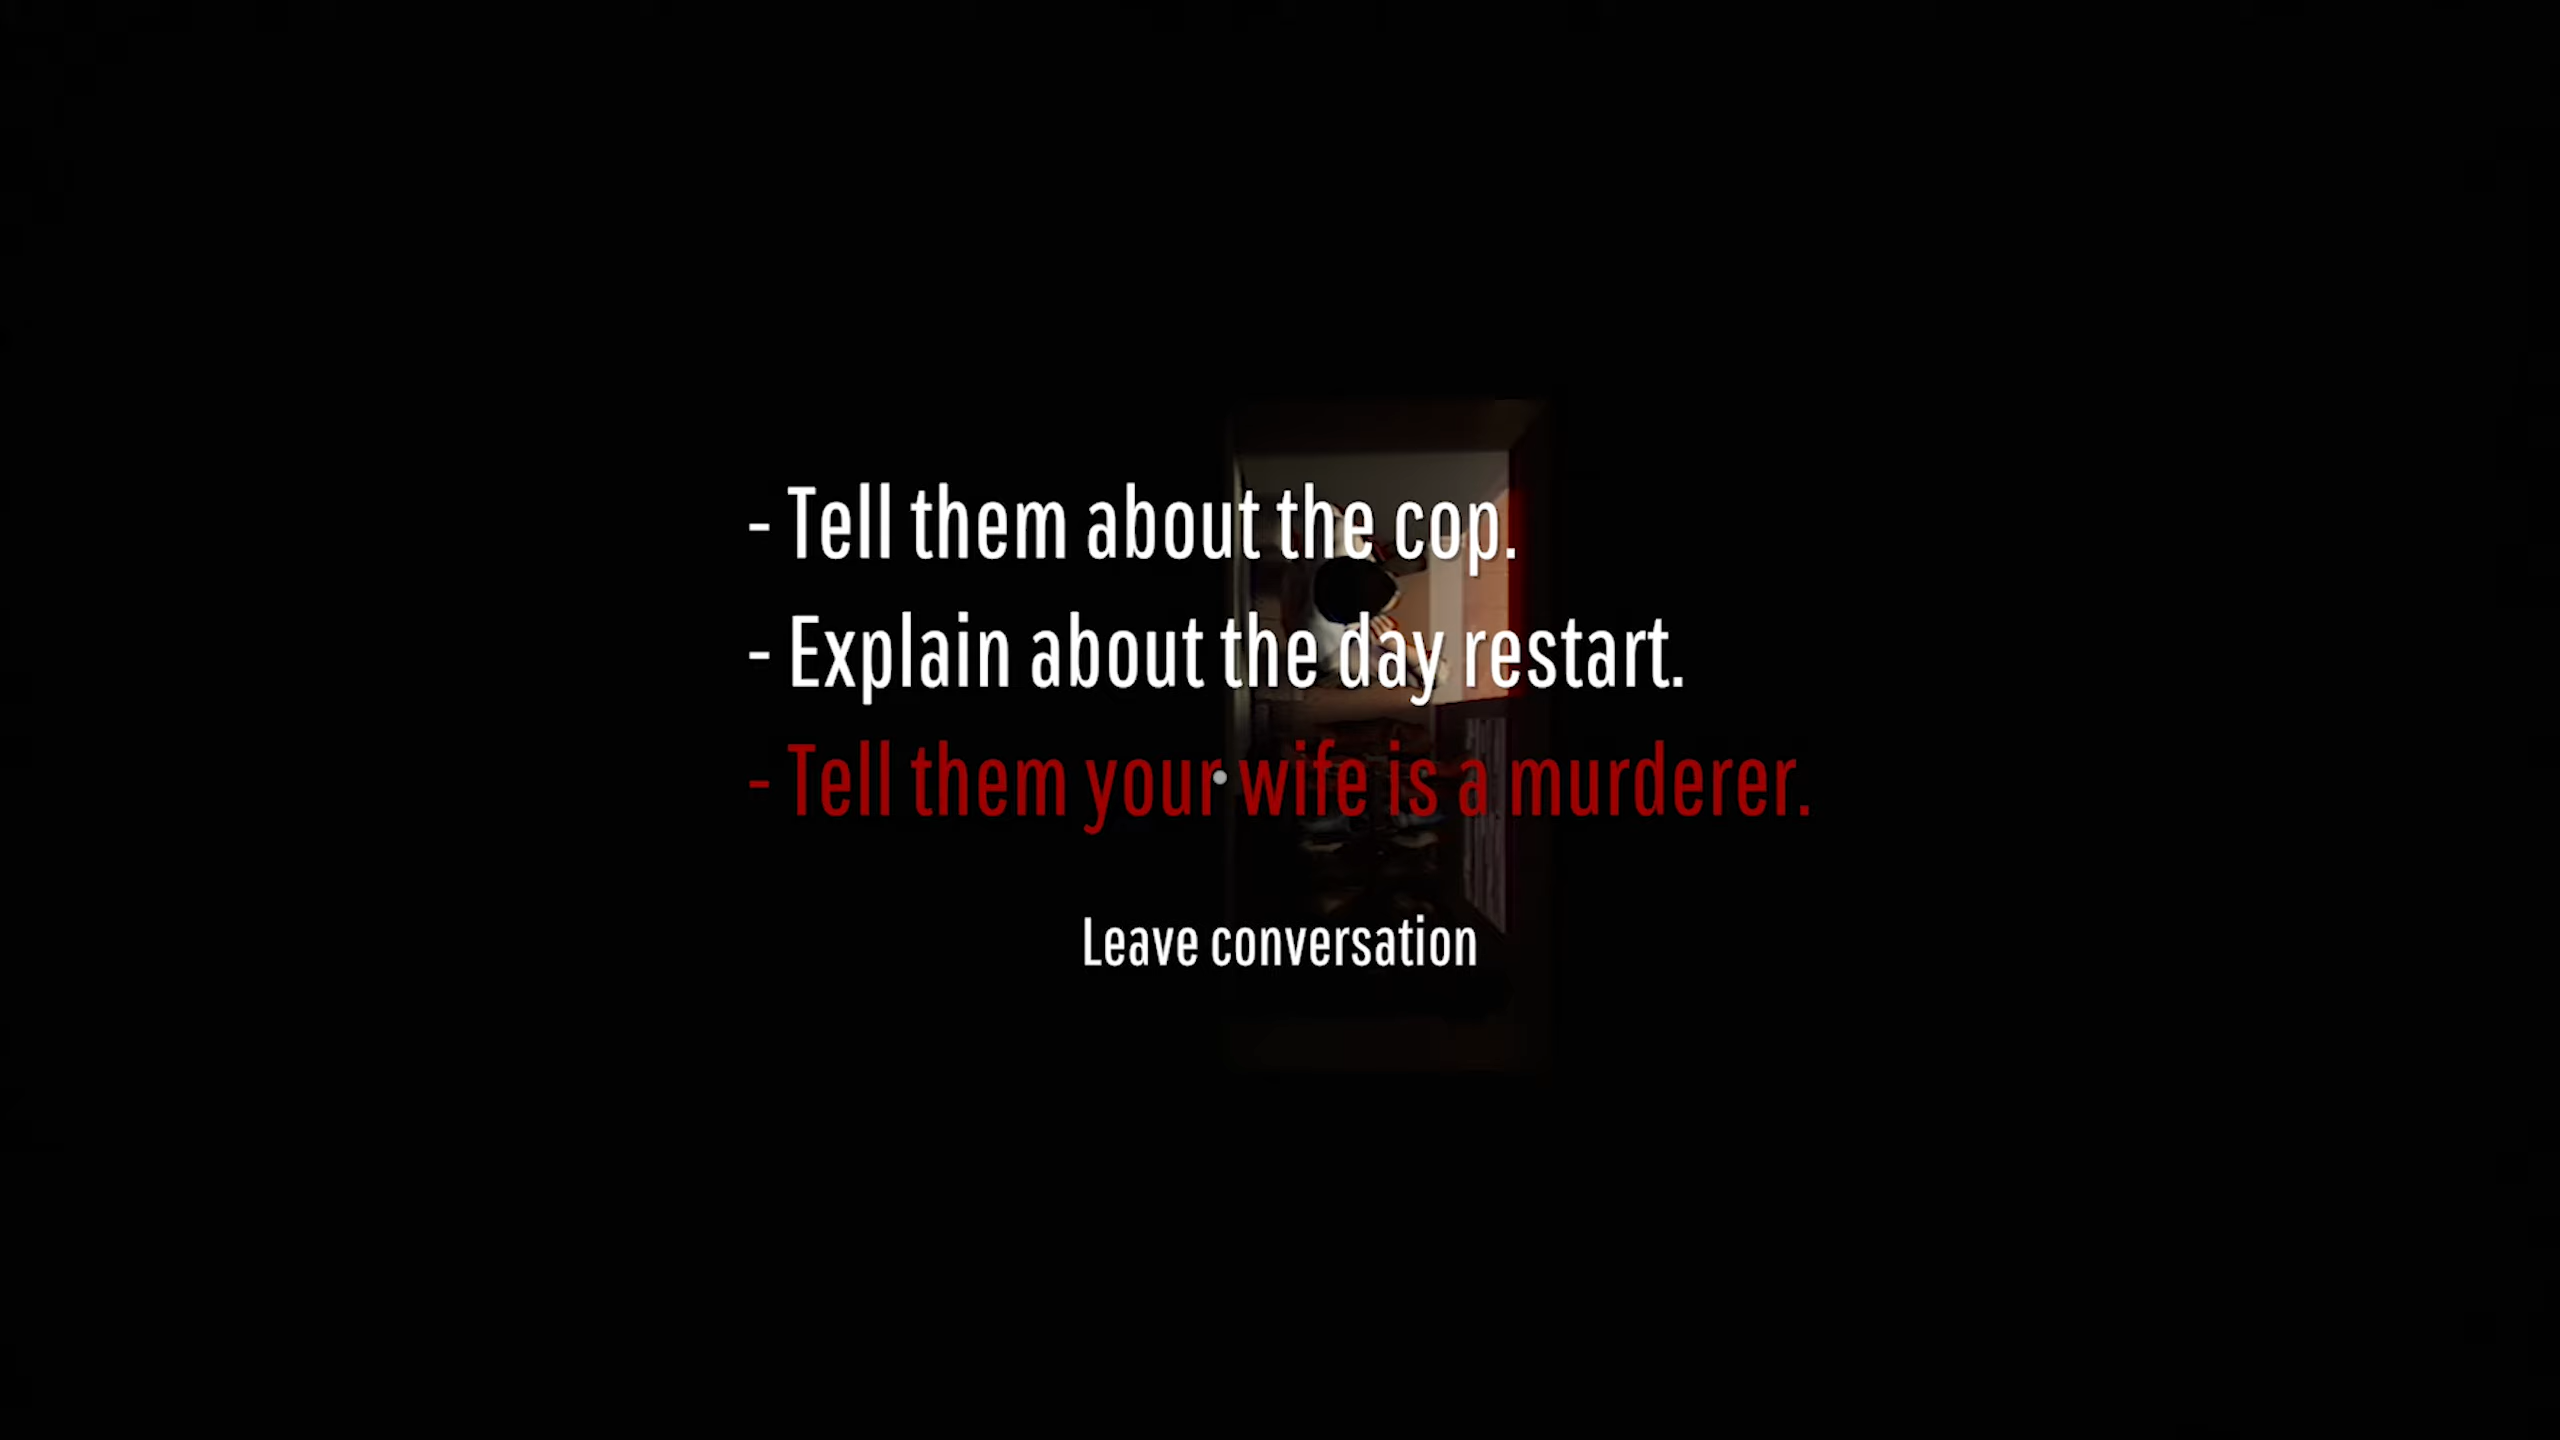 - Tell them about the cop.
- Explain about the day restart.
- Tell them your wife is a murderer.
Leave conversation